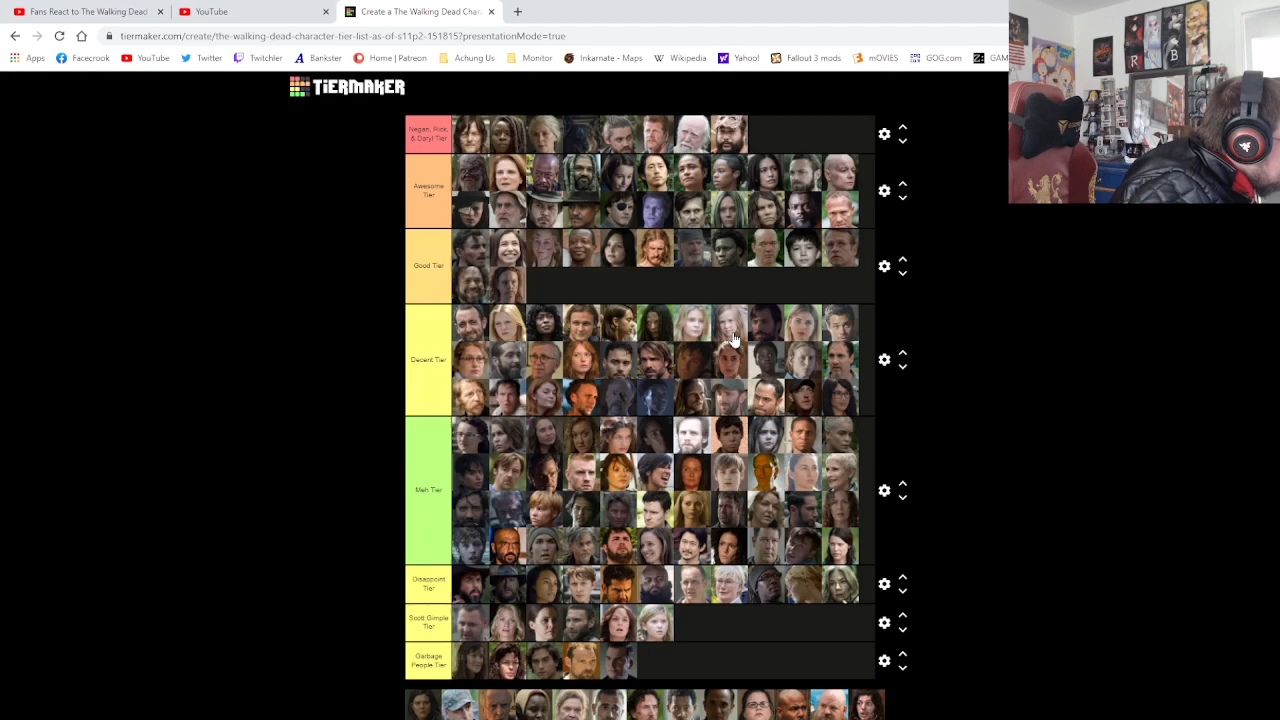 Fans React to The Walking Dead
YouTube
Create a The Walking Dead Chara
tiermaker.com/create/the-walking-dead-character-tier-list-as-of-s11p2-151815?presentationMode=true
Apps
Facecrook
YouTube
Twitter
Twitchler
Bankster
Home | Patreon
Achung Us
Monitor
Inkarnate - Maps
Wikipedia
Yahoo!
Fallout 3 mods
mOVIES
GOG.com
GAM
TIERMAKER
Negan, Rick,
& Daryl Tier
Awesome
Tier
Good Tier
Decent Tier
Meh Tier
Disappoint
Tier
Scott Gimple
Tier
Garbage
People Tier
R
B